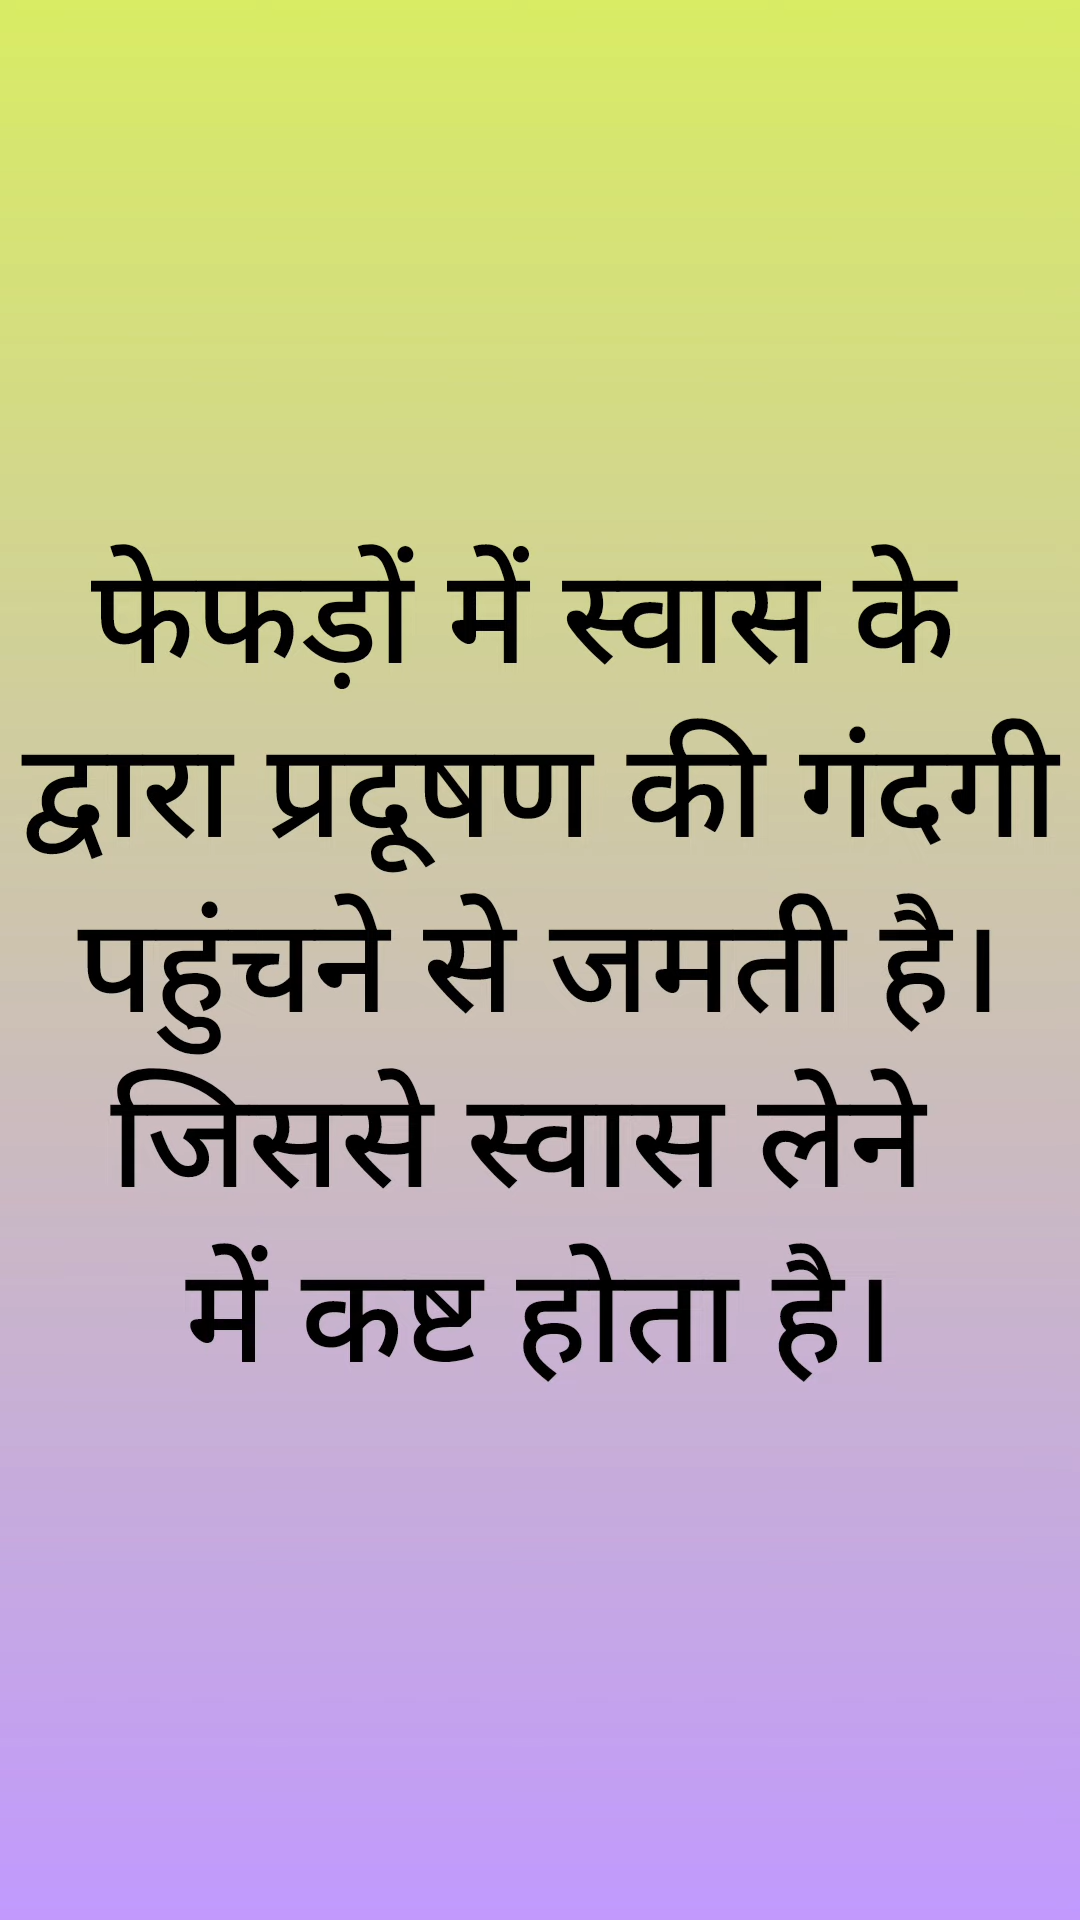 फेफड़ों में स्वास के
द्वारा प्रदूषण की गंदगी
पहुंचने से जमती है।
जिससे स्वास लेने
में कष्ट होता है।